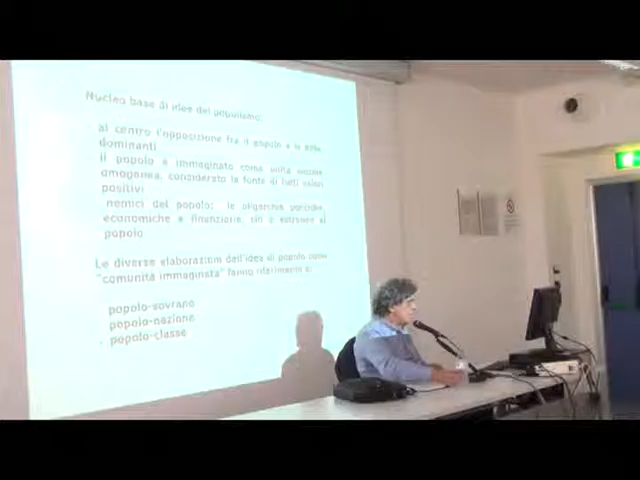 Nucleo base di idee del populismo:
al centro l'opposizione fra il popolo e le élite
dominanti
il popolo è immaginato come unità sociale
omogenea, considerato la fonte di tutti valori
positivi
nemici del popolo: le oligarchie politiche,
economiche e finanziarie, ciò è estraneo al
popolo
Le diverse elaborazioni dell'idea di popolo come
"comunità immaginata" fanno riferimento a:
popolo-sovrano
popolo-nazione
popolo-classe